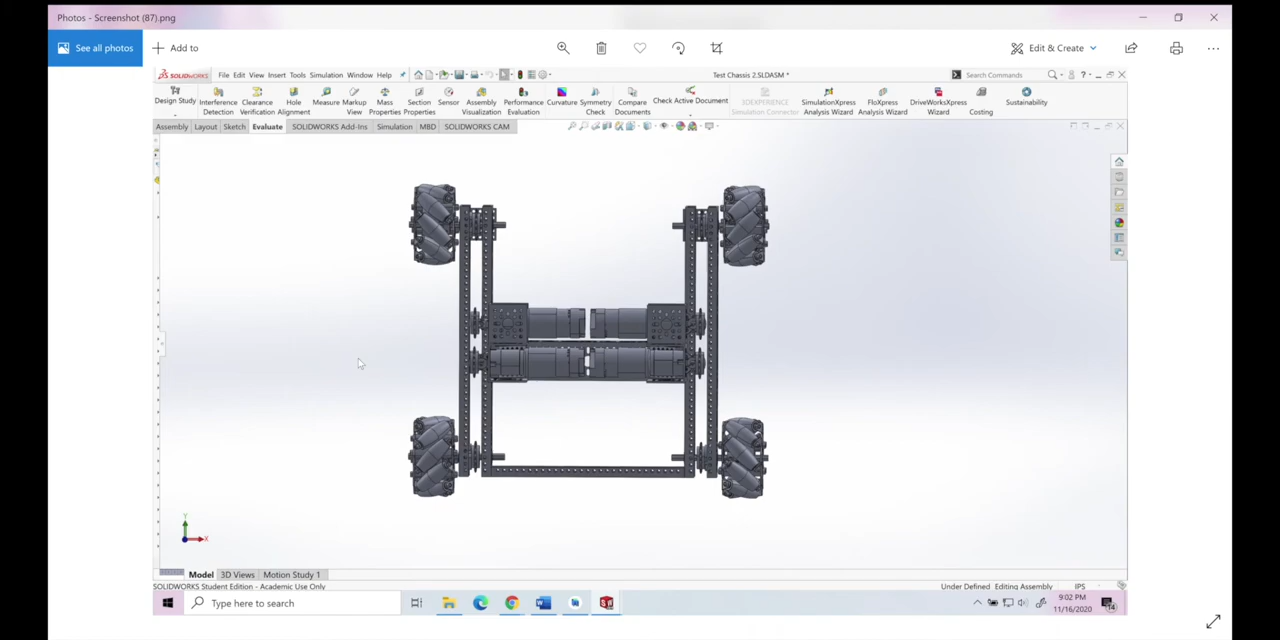 Photos - Screenshot (87).png
See all photos
Add to
Edit & Create
SOLIDWORKS File Edit View Insert Tools Simulation Window Help
Test Chassis 2.SLDASM *
Search Commands
Design Study
Interference Detection
Clearance Verification
Hole Alignment
Measure
Markup View
Mass Properties
Section Properties
Sensor
Assembly Visualization
Performance Evaluation
Curvature
Symmetry Check
Compare Documents
Check Active Document
3DEXPERIENCE Simulation Connector
SimulationXpress Analysis Wizard
FloXpress Analysis Wizard
DriveWorksXpress Wizard
Costing
Sustainability
Assembly Layout Sketch Evaluate SOLIDWORKS Add-Ins Simulation MBD SOLIDWORKS CAM
Y
X
Model 3D Views Motion Study 1
SOLIDWORKS Student Edition - Academic Use Only
Under Defined Editing Assembly IPS
Type here to search
9:02 PM
11/16/2020
14